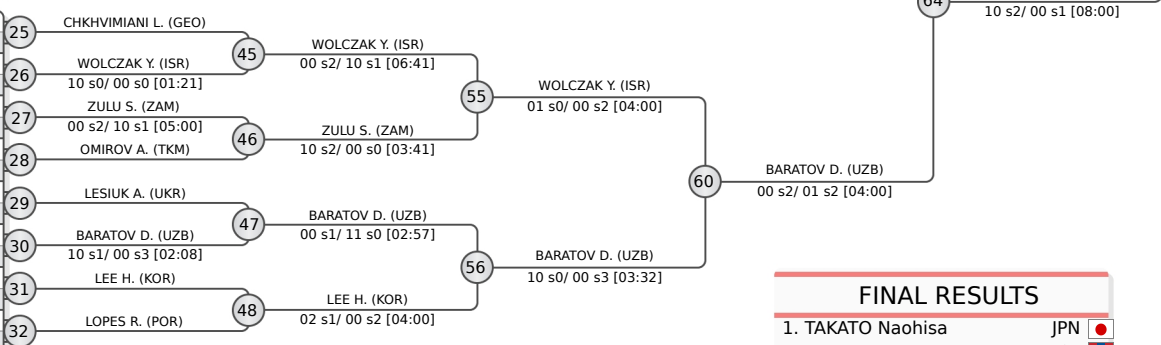 64
10 s2/ 00 s1 [08:00]
25
CHKHVIMIANI L. (GEO)
45
WOLCZAK Y. (ISR)
00 s2/ 10 s1 [06:41]
26
WOLCZAK Y. (ISR)
10 s0/ 00 s0 [01:21]
55
WOLCZAK Y. (ISR)
01 s0/ 00 s2 [04:00]
27
ZULU S. (ZAM)
00 s2/ 10 s1 [05:00]
46
ZULU S. (ZAM)
10 s2/ 00 s0 [03:41]
28
OMIROV A. (TKM)
60
BARATOV D. (UZB)
00 s2/ 01 s2 [04:00]
29
LESIUK A. (UKR)
47
BARATOV D. (UZB)
00 s1/ 11 s0 [02:57]
30
BARATOV D. (UZB)
10 s1/ 00 s3 [02:08]
56
BARATOV D. (UZB)
10 s0/ 00 s3 [03:32]
31
LEE H. (KOR)
48
LEE H. (KOR)
02 s1/ 00 s2 [04:00]
32
LOPES R. (POR)
FINAL RESULTS
1. TAKATO Naohisa JPN